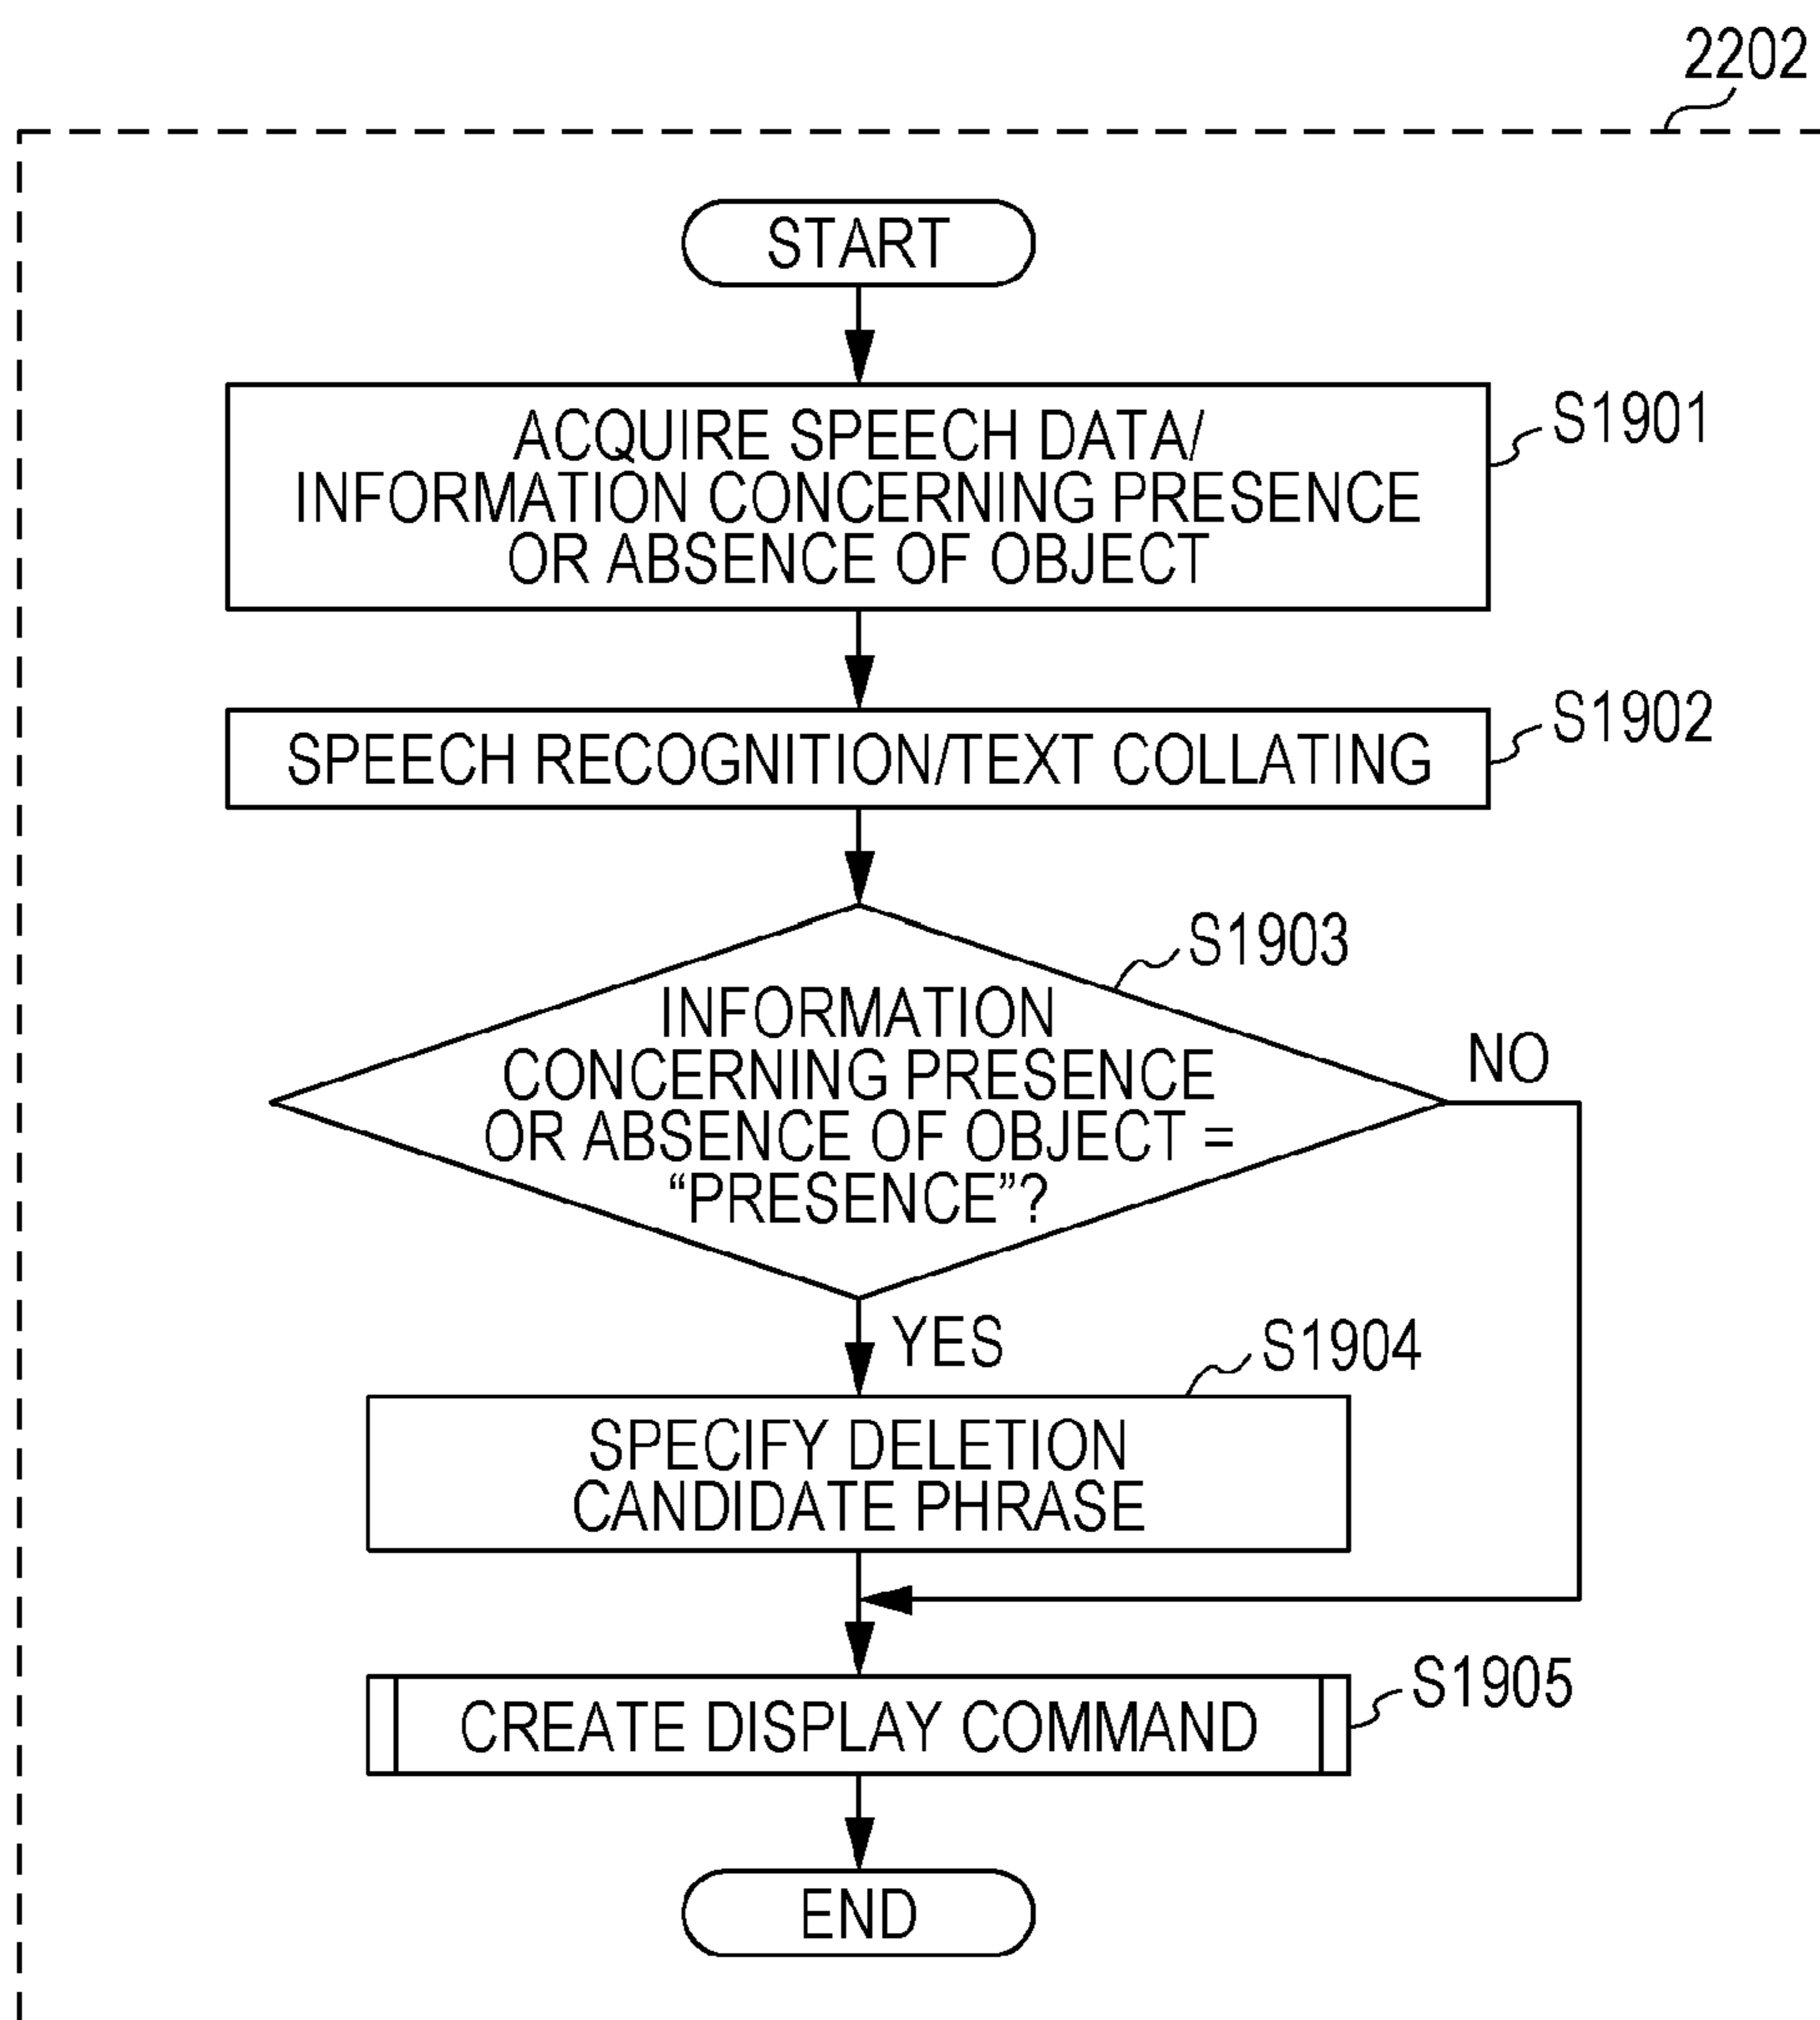 2202
START
ACQUIRE SPEECH DATA/
INFORMATION CONCERNING PRESENCE
OR ABSENCE OF OBJECT
S1901
SPEECH RECOGNITION/TEXT COLLATING
S1902
S1903
INFORMATION
CONCERNING PRESENCE
OR ABSENCE OF OBJECT =
“PRESENCE”?
NO
YES
S1904
SPECIFY DELETION
CANDIDATE PHRASE
CREATE DISPLAY COMMAND
S1905
END